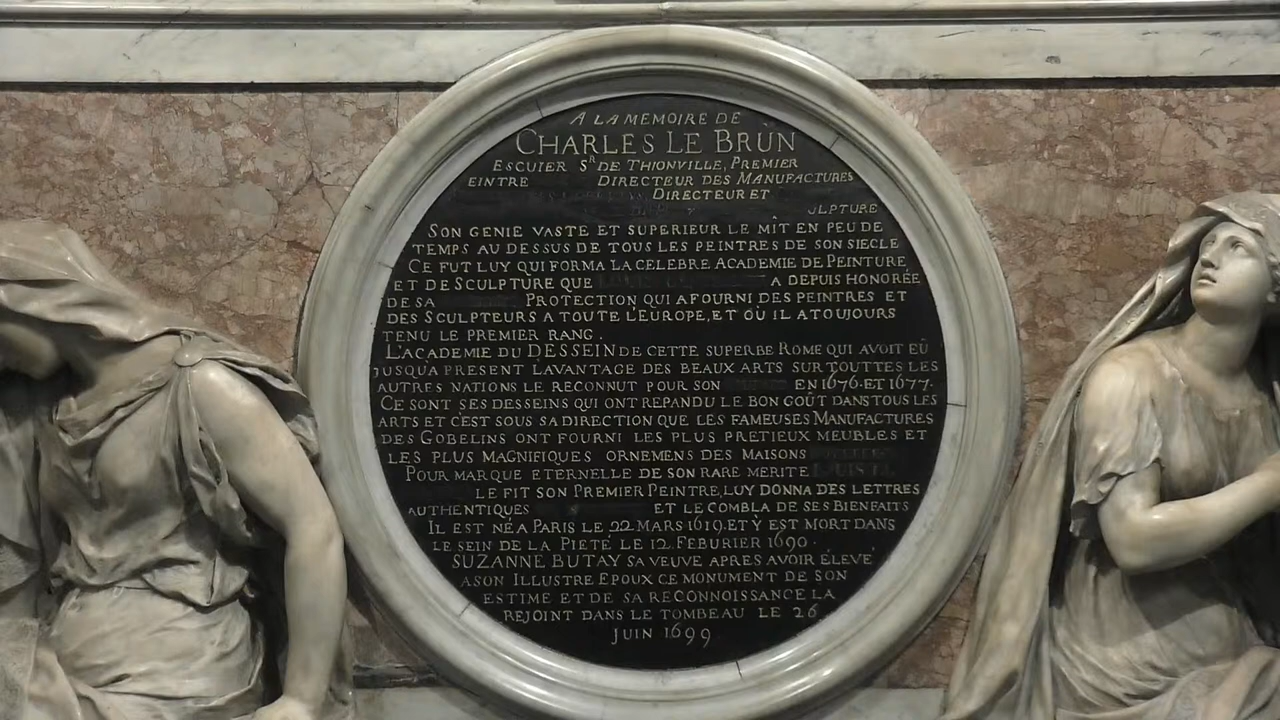 A LA MEMOIRE DE
CHARLES LE BRUN
ESCUIER SR DE THIONVILLE, PREMIER
EINTRE DIRECTEUR DES MANUFACTURES
DIRECTEUR ET
ULPTURE
SON GENIE VASTE ET SUPERIEUR LE MIT EN PEU DE
TEMPS AU DESSUS DE TOUS LES PEINTRES DE SON SIECLE
CE FUT LUY QUI FORMA LA CELEBRE ACADEMIE DE PEINTURE
ET DE SCULPTURE QUE A DEPUIS HONORÉE
DE SA PROTECTION QUI A FOURNI DES PEINTRES ET
DES SCULPTEURS A TOUTE L'EUROPE, ET OU IL A TOUJOURS
TENU LE PREMIER RANG.
L'ACADEMIE DU DESSEIN DE CETTE SUPERBE ROME QUI AVOIT EÛ
JUSQUA PRESENT LAVANTAGE DES BEAUX ARTS SUR TOUTTES LES
AUTRES NATIONS LE RECONNUT POUR SON EN 1676. ET 1677.
CE SONT SES DESSEINS QUI ONT REPANDU LE BON GOÛT DANS TOUS LES
ARTS ET C'EST SOUS SA DIRECTION QUE LES FAMEUSES MANUFACTURES
DES GOBELINS ONT FOURNI LES PLUS PRETIEUX MEUBLES ET
LES PLUS MAGNIFIQUES ORNEMENS DES MAISONS
POUR MARQUE ETERNELLE DE SON RARE MERITE LOUIS
LE FIT SON PREMIER PEINTRE, LUY DONNA DES LETTRES
AUTHENTIQUES ET LE COMBLA DE SES BIENFAITS
IL EST NÉ A PARIS LE 22 MARS 1619. ET Y EST MORT DANS
LE SEIN DE LA PIETÉ LE 12. FEBURIER 1690.
SUZANNE BUTAY SA VEUVE APRES AVOIR ÉLEVÉ
A SON ILLUSTRE EPOUX CE MONUMENT DE SON
ESTIME ET DE SA RECONNOISSANCE LA
REJOINT DANS LE TOMBEAU LE 26
JUIN 1699